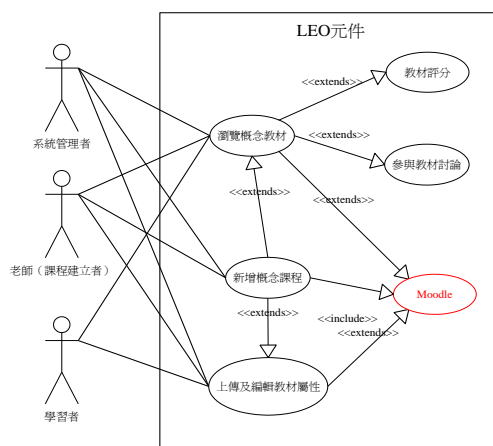 LEO元件
<<extends>>
教材評分
系統管理者
瀏覽概念教材
<<extends>>
參與教材討論
<<extends>>
<<extends>>
老師（課程建立者）
新增概念課程
Moodle
<<extends>>
<<include>>
<<extends>>
上傳及編輯教材屬性
學習者